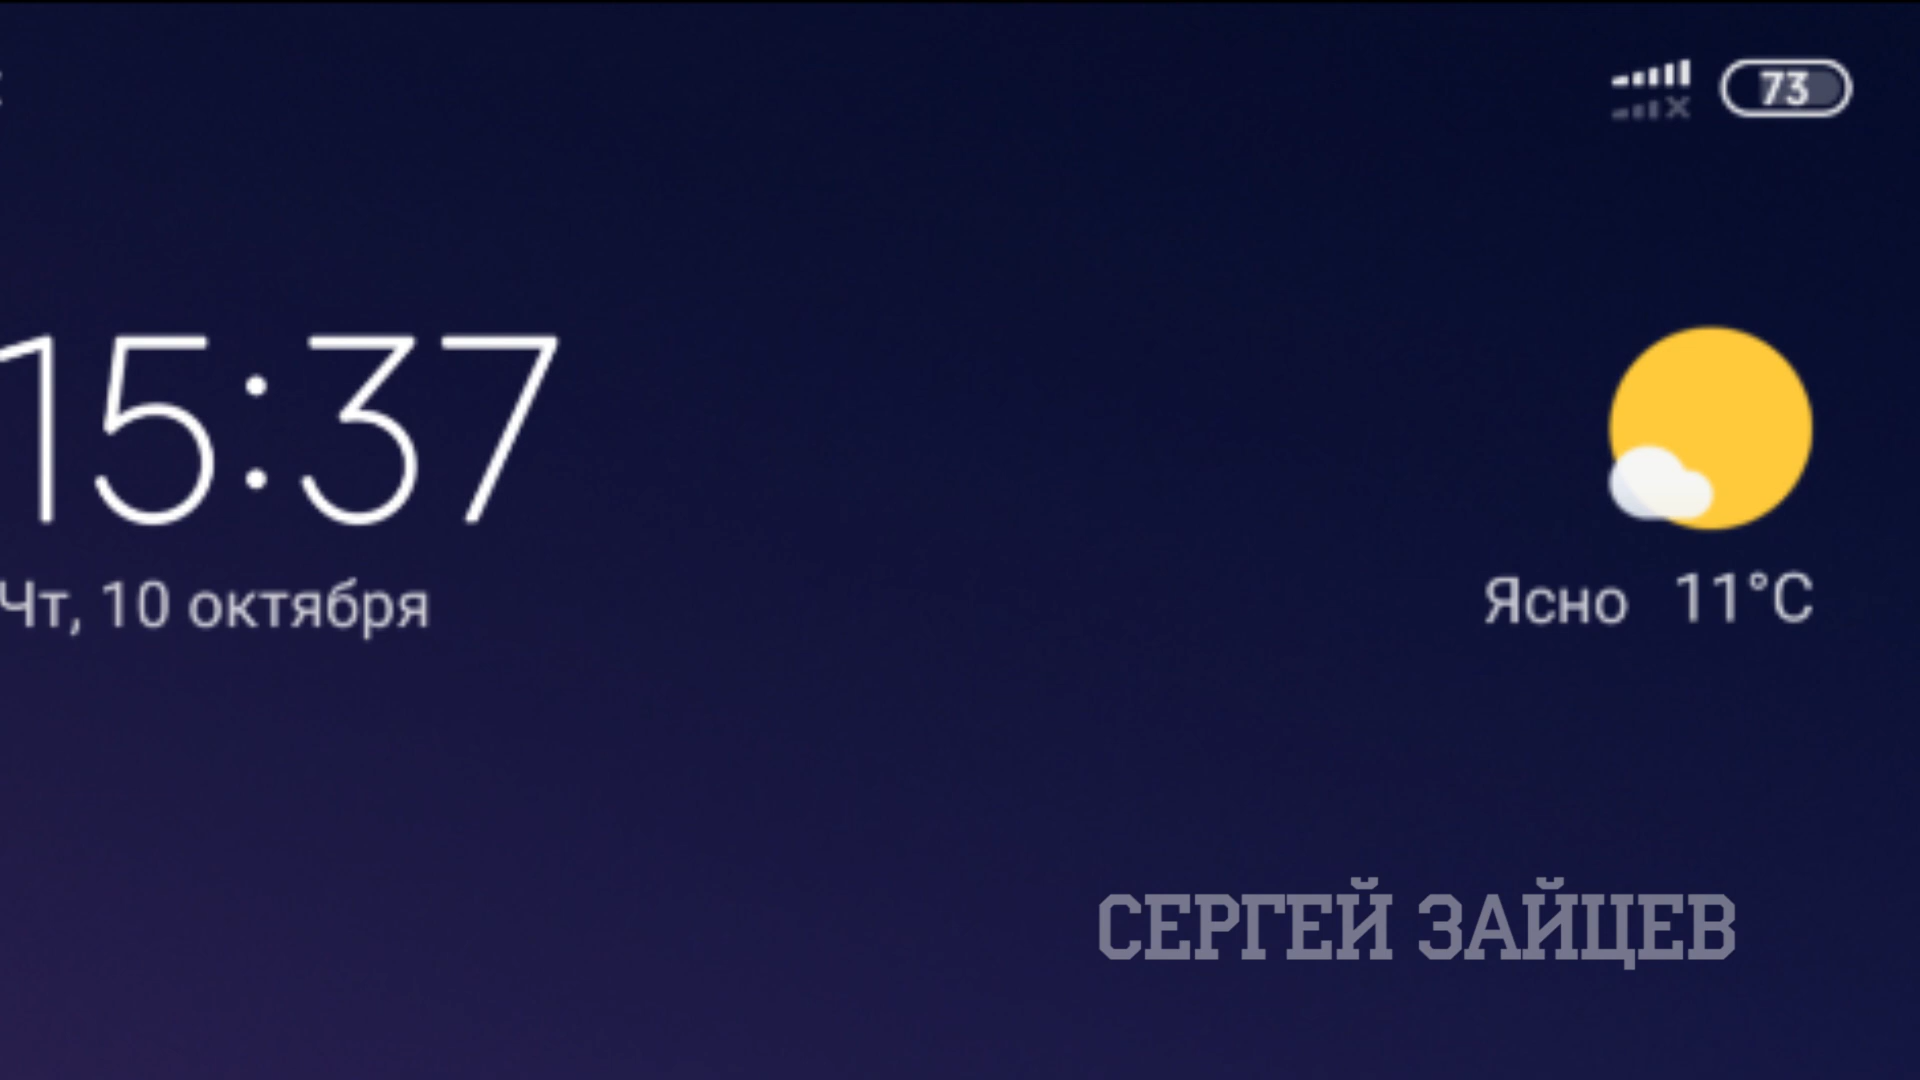 73
15:37
Чт, 10 октября
Ясно 11°C
СЕРГЕЙ ЗАЙЦЕВ